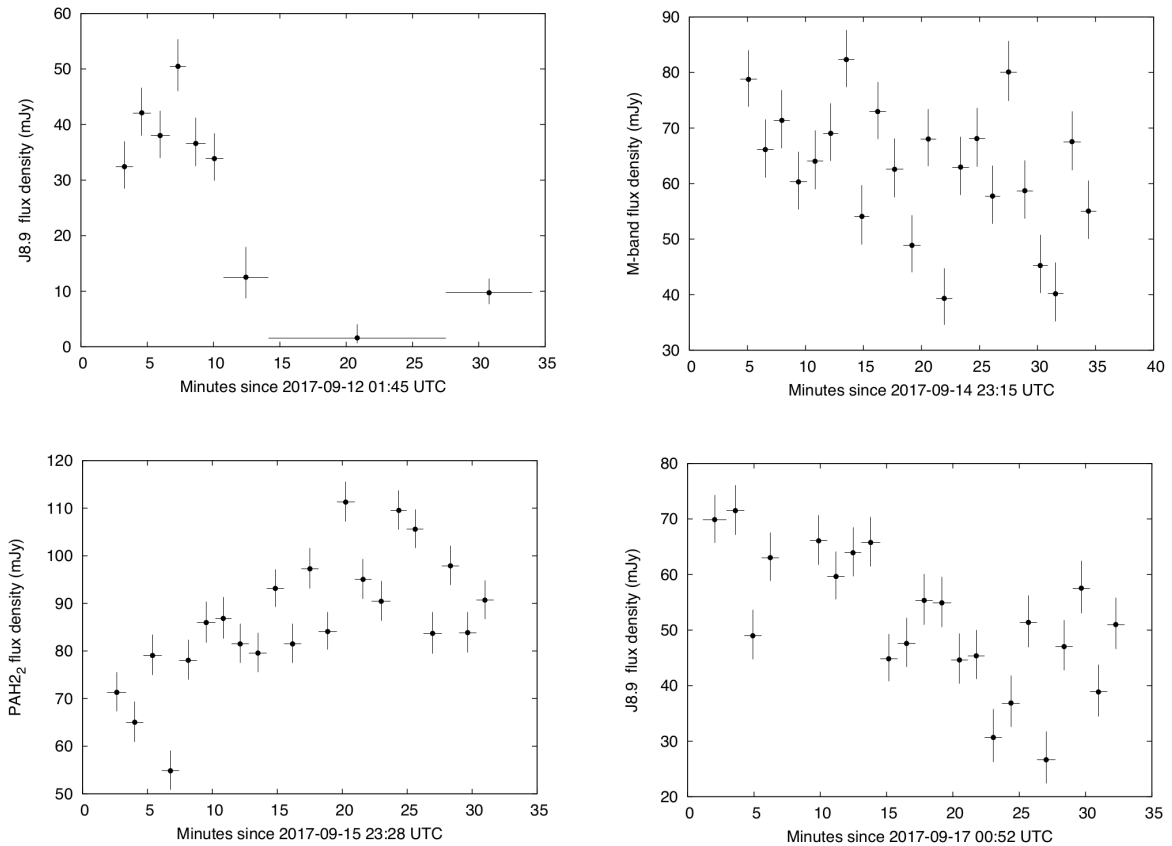 60
50
40
30
20
10
0
0 5 10 15 20 25 30 35
J8.9 flux density (mJy)
Minutes since 2017-09-12 01:45 UTC
90
80
70
60
50
40
30
0 5 10 15 20 25 30 35 40
M-band flux density (mJy)
Minutes since 2017-09-14 23:15 UTC
120
110
100
90
80
70
60
50
0 5 10 15 20 25 30 35
PAH2₂ flux density (mJy)
Minutes since 2017-09-15 23:28 UTC
80
70
60
50
40
30
20
0 5 10 15 20 25 30 35
J8.9 flux density (mJy)
Minutes since 2017-09-17 00:52 UTC